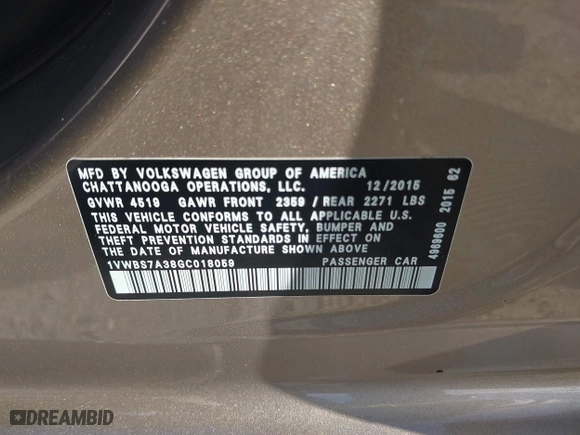 MFD BY VOLKSWAGEN GROUP OF AMERICA
CHATTANOOGA OPERATIONS, LLC. 12/2015
GVWR 4519 GAWR FRONT 2359 / REAR 2271 LBS
THIS VEHICLE CONFORMS TO ALL APPLICABLE U.S.
FEDERAL MOTOR VEHICLE SAFETY, BUMPER AND
THEFT PREVENTION STANDARDS IN EFFECT ON
THE DATE OF MANUFACTURE SHOWN ABOVE
1VWBS7A38GC018059 PASSENGER CAR
4989600 2015 62
DREAMBID